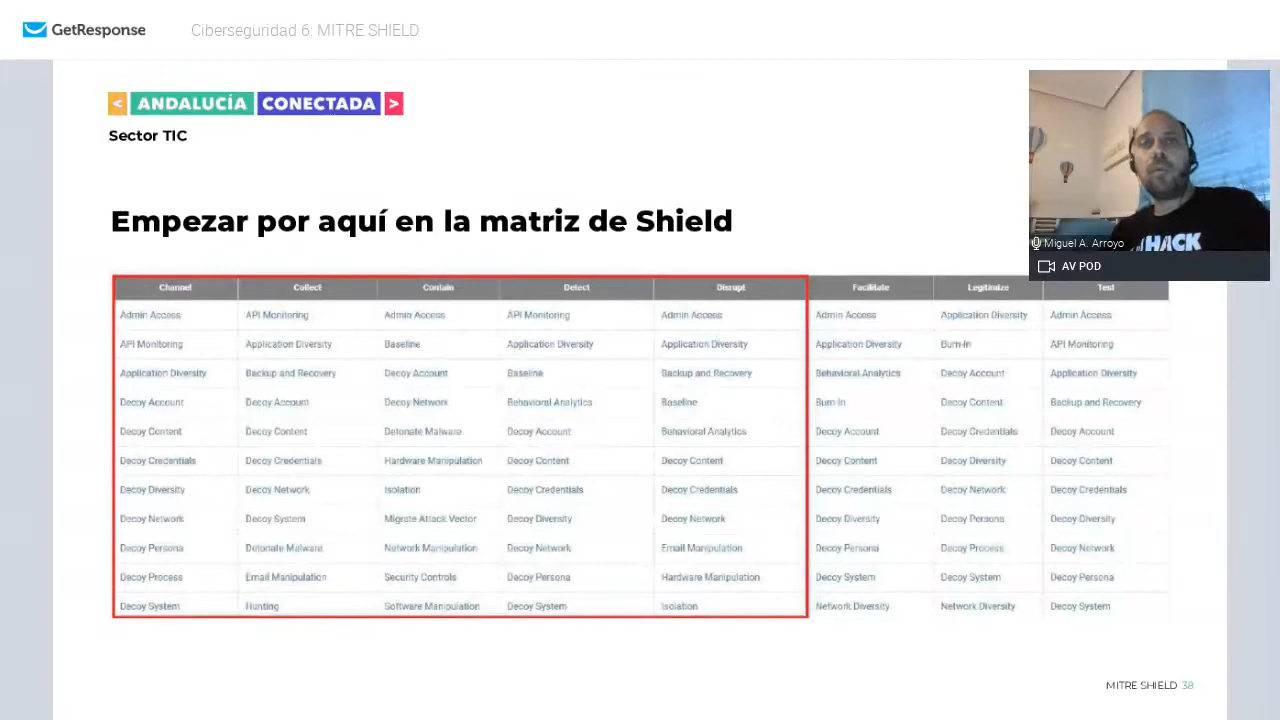 GetResponse
Ciberseguridad 6: MITRE SHIELD
< ANDALUCÍA CONECTADA >
Sector TIC
Empezar por aquí en la matriz de Shield
HACK
Miguel A. Arroyo
AV POD
Channel Collect Contain Detect Disrupt Facilitate Legitimize Test
Admin Access API Monitoring Admin Access API Monitoring Admin Access Admin Access Application Diversity Admin Access
API Monitoring Application Diversity Baseline Application Diversity Application Diversity Application Diversity Burn-In API Monitoring
Application Diversity Backup and Recovery Decoy Account Baseline Backup and Recovery Behavioral Analytics Decoy Account Application Diversity
Decoy Account Decoy Account Decoy Network Behavioral Analytics Baseline Burn-In Decoy Content Backup and Recovery
Decoy Content Decoy Content Detonate Malware Decoy Account Behavioral Analytics Decoy Account Decoy Credentials Decoy Account
Decoy Credentials Decoy Credentials Hardware Manipulation Decoy Content Decoy Content Decoy Content Decoy Diversity Decoy Content
Decoy Diversity Decoy Network Isolation Decoy Credentials Decoy Credentials Decoy Credentials Decoy Network Decoy Credentials
Decoy Network Decoy System Migrate Attack Vector Decoy Diversity Decoy Network Decoy Diversity Decoy Persona Decoy Diversity
Decoy Persona Detonate Malware Network Manipulation Decoy Network Email Manipulation Decoy Persona Decoy Process Decoy Network
Decoy Process Email Manipulation Security Controls Decoy Persona Hardware Manipulation Decoy System Decoy System Decoy Persona
Decoy System Hunting Software Manipulation Decoy System Isolation Network Diversity Network Diversity Decoy System
MITRE SHIELD 38